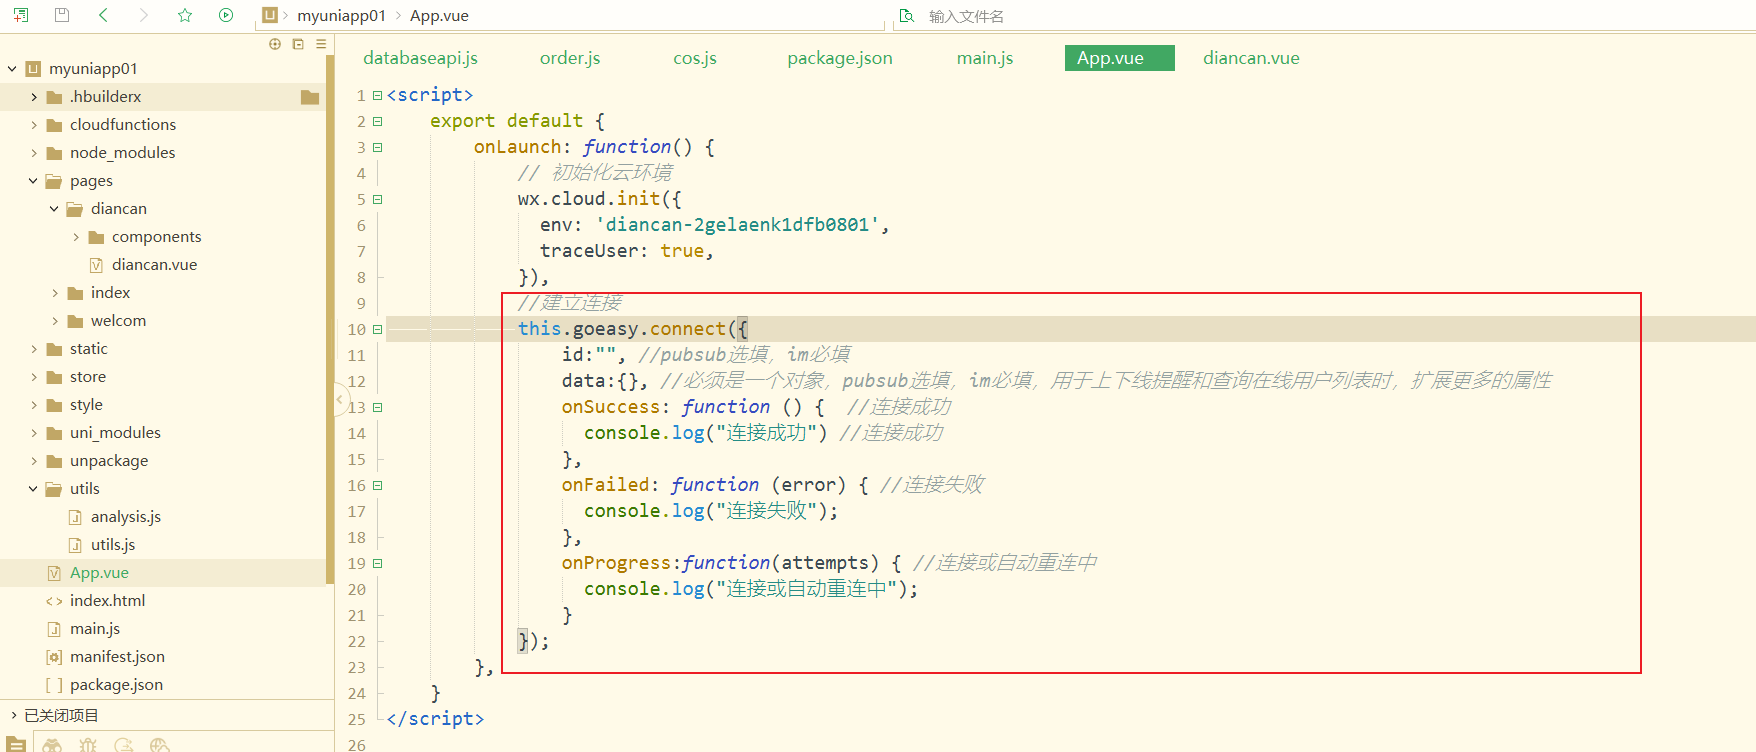 myuniapp01 > App.vue
输入文件名
myuniapp01
.hbuilderx
cloudfunctions
node_modules
pages
diancan
components
diancan.vue
index
welcom
static
store
style
uni_modules
unpackage
utils
analysis.js
utils.js
App.vue
index.html
main.js
manifest.json
package.json
已关闭项目
databaseapi.js order.js cos.js package.json main.js App.vue diancan.vue
1 <script>
2 export default {
3 onLaunch: function() {
4 // 初始化云环境
5 wx.cloud.init({
6 env: 'diancan-2gelaenk1dfb0801',
7 traceUser: true,
8 }),
9 //建立连接
10 this.goeasy.connect({
11 id:"", //pubsub选填，im必填
12 data:{}, //必须是一个对象，pubsub选填，im必填，用于上下线提醒和查询在线用户列表时，扩展更多的属性
13 onSuccess: function () { //连接成功
14 console.log("连接成功") //连接成功
15 },
16 onFailed: function (error) { //连接失败
17 console.log("连接失败");
18 },
19 onProgress:function(attempts) { //连接或自动重连中
20 console.log("连接或自动重连中");
21 }
22 });
23 },
24 }
25 </script>
26